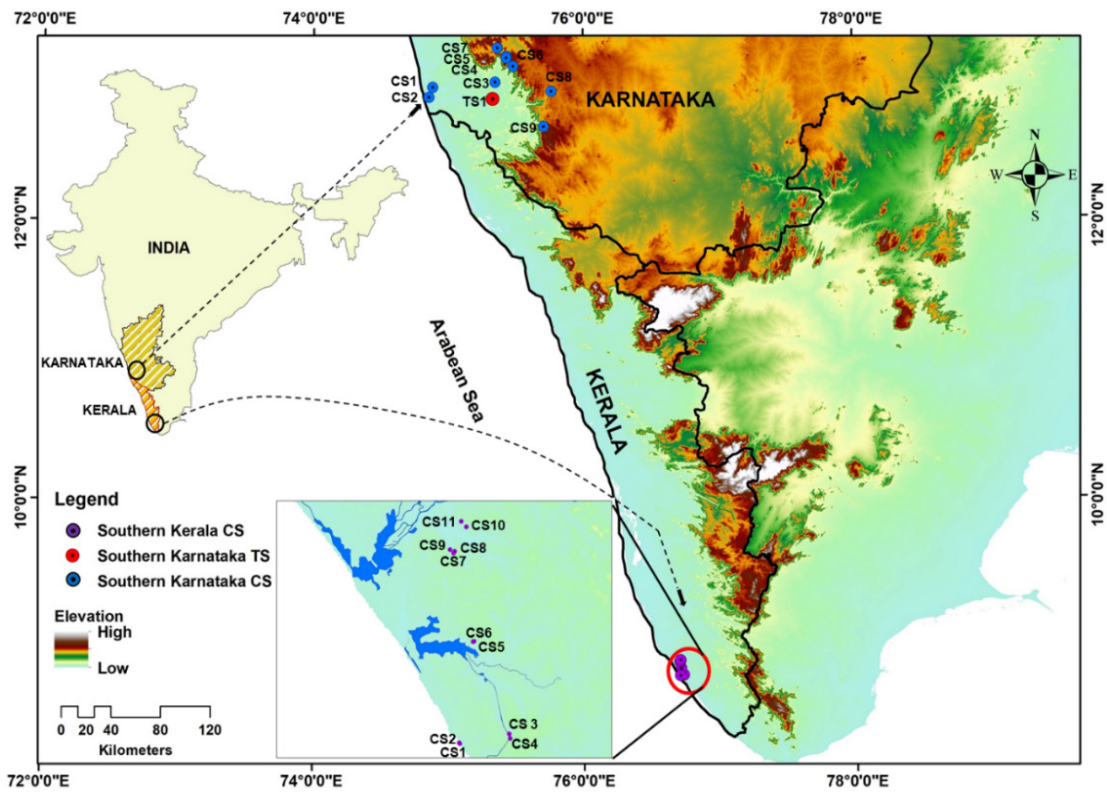 72°0'0"E 74°0'0"E 76°0'0"E 78°0'0"E
CS7
CS5
CS6
CS4
CS3
CS8
CS1
CS2
TS1
CS9
KARNATAKA
N
W E
S
12°0'0"N
12°0'0"N
INDIA
KARNATAKA
KERALA
Arabean Sea
KERALA
10°0'0"N
10°0'0"N
Legend
Southern Kerala CS
Southern Karnataka TS
Southern Karnataka CS
Elevation
High
Low
0 20 40 80 120
Kilometers
CS11
CS10
CS9
CS8
CS7
CS6
CS5
CS 3
CS4
CS2
CS1
72°0'0"E 74°0'0"E 76°0'0"E 78°0'0"E